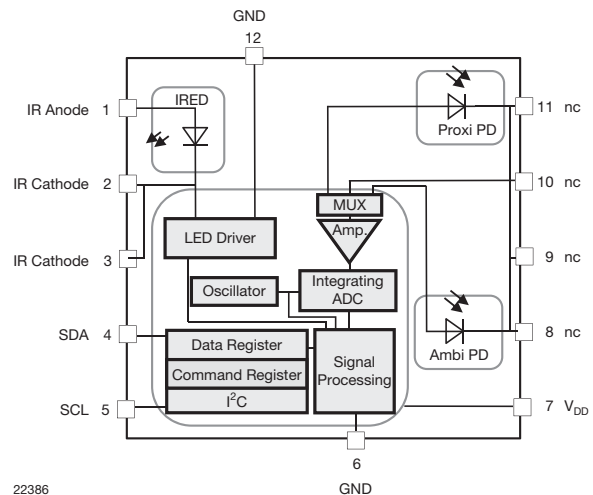 GND
12
IR Anode 1
IRED
Proxi PD
11 nc
IR Cathode 2
10 nc
MUX
Amp.
LED Driver
IR Cathode 3
9 nc
Oscillator
Integrating
ADC
SDA 4
Data Register
Command Register
I²C
Signal
Processing
Ambi PD
8 nc
SCL 5
7 VDD
6
GND
22386